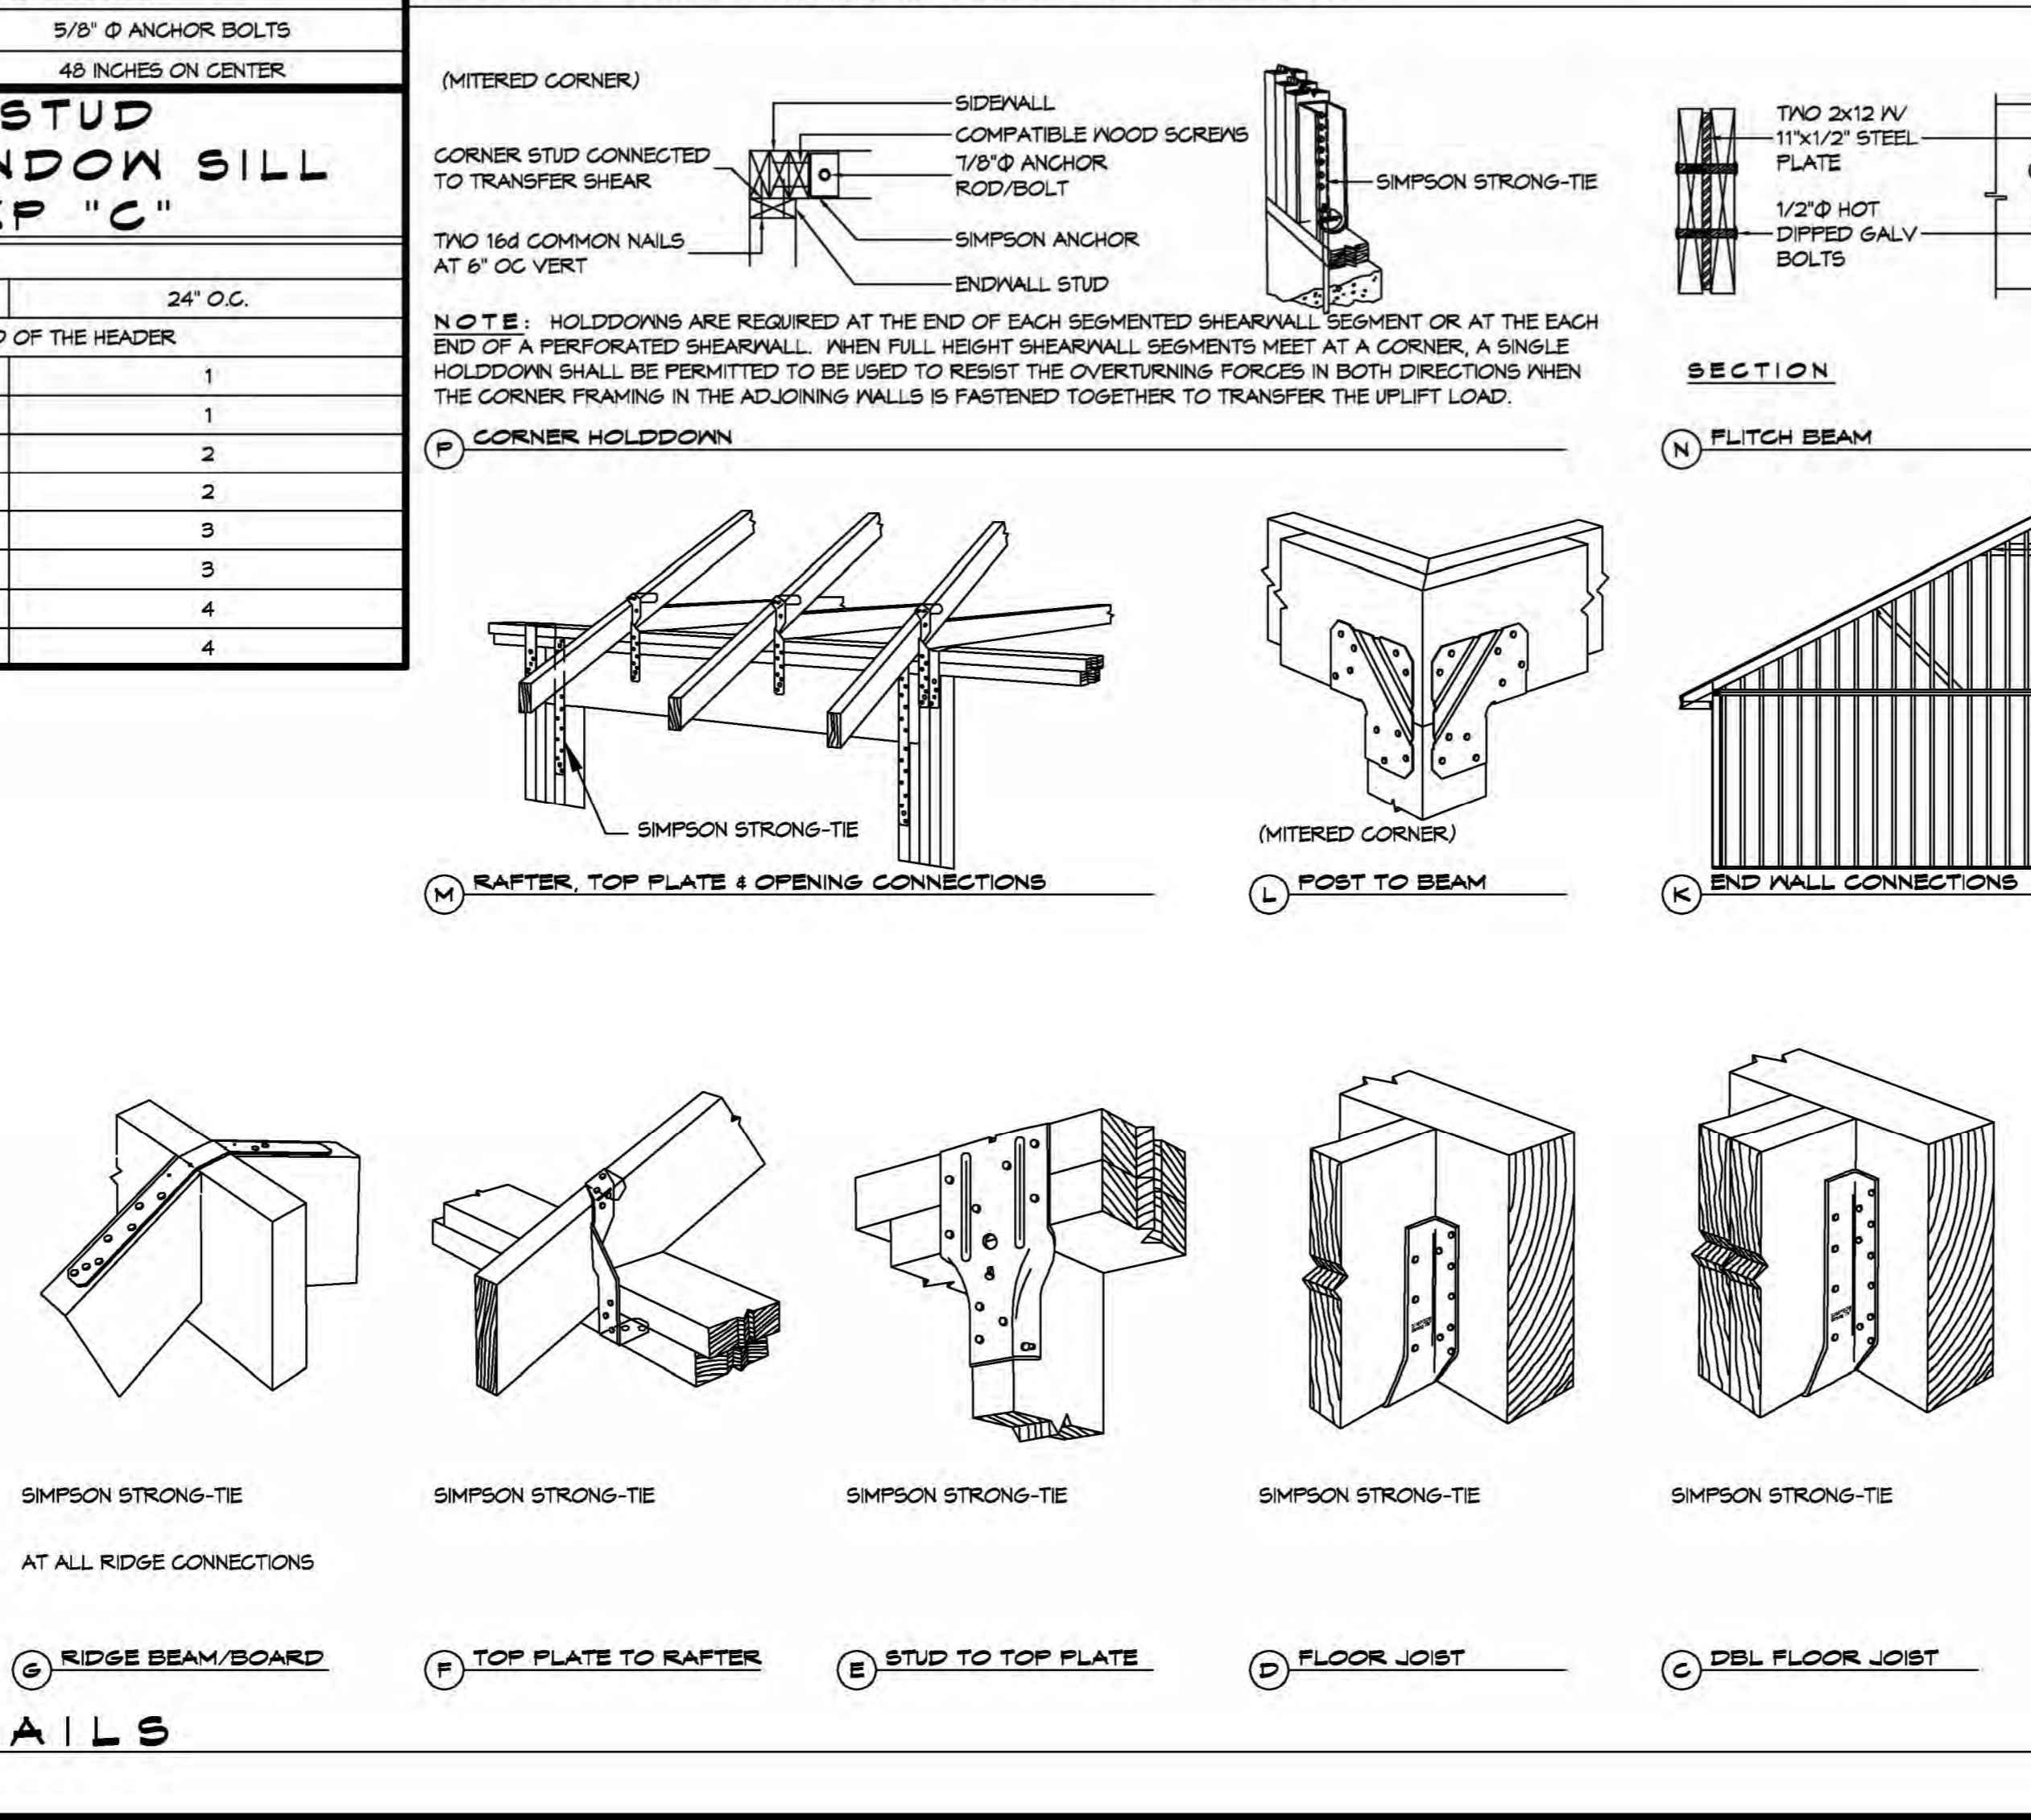 5/8" Φ ANCHOR BOLTS
48 INCHES ON CENTER
STUD
NDOW SILL
"C"
24" O.C.
OF THE HEADER
1
1
2
2
3
3
4
4
(MITERED CORNER)
CORNER STUD CONNECTED
TO TRANSFER SHEAR
TWO 16d COMMON NAILS
AT 6" OC VERT
SIDEWALL
COMPATIBLE WOOD SCREWS
7/8"Φ ANCHOR
ROD/BOLT
SIMPSON ANCHOR
ENDWALL STUD
SIMPSON STRONG-TIE
NOTE: HOLDDOWNS ARE REQUIRED AT THE END OF EACH SEGMENTED SHEARWALL SEGMENT OR AT THE EACH
END OF A PERFORATED SHEARWALL. WHEN FULL HEIGHT SHEARWALL SEGMENTS MEET AT A CORNER, A SINGLE
HOLDDOWN SHALL BE PERMITTED TO BE USED TO RESIST THE OVERTURNING FORCES IN BOTH DIRECTIONS WHEN
THE CORNER FRAMING IN THE ADJOINING WALLS IS FASTENED TOGETHER TO TRANSFER THE UPLIFT LOAD.
P CORNER HOLDDOWN
TWO 2x12 W/
11"x1/2" STEEL
PLATE
1/2"Φ HOT
DIPPED GALV
BOLTS
SECTION
N FLITCH BEAM
SIMPSON STRONG-TIE
M RAFTER, TOP PLATE & OPENING CONNECTIONS
(MITERED CORNER)
L POST TO BEAM
K END WALL CONNECTIONS
SIMPSON STRONG-TIE
AT ALL RIDGE CONNECTIONS
G RIDGE BEAM/BOARD
SIMPSON STRONG-TIE
F TOP PLATE TO RAFTER
SIMPSON STRONG-TIE
E STUD TO TOP PLATE
SIMPSON STRONG-TIE
D FLOOR JOIST
SIMPSON STRONG-TIE
C DBL FLOOR JOIST
AILS